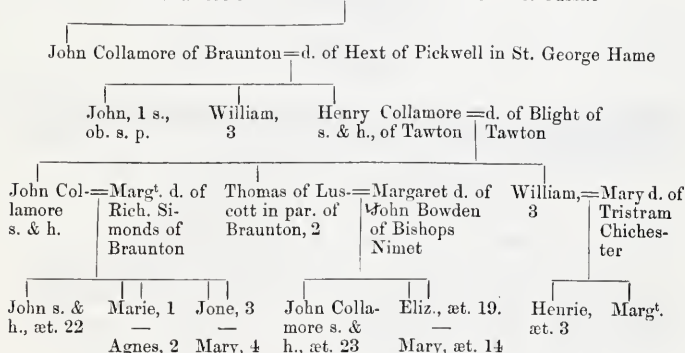 John Collamore of Braunton=d. of Hext of Pickwell in St. George Hame
John, 1 s.,
ob. s. p.
William,
3
Henry Collamore =d. of Blight of
s. & h., of Tawton Tawton
John Col-=Margt. d. of
lamore Rich. Si-
s. & h. monds of
Braunton
Thomas of Lus-=Margaret d. of
cott in par. of John Bowden
Braunton, 2 of Bishops
Nimet
William,=Mary d. of
3 Tristram
Chiches-
ter
John s. &
h., æt. 22
Marie, 1
—
Agnes, 2
Jone, 3
—
Mary, 4
John Colla-
more s. &
h., æt. 23
Eliz., æt. 19.
—
Mary, æt. 14
Henrie,
æt. 3
Margt.